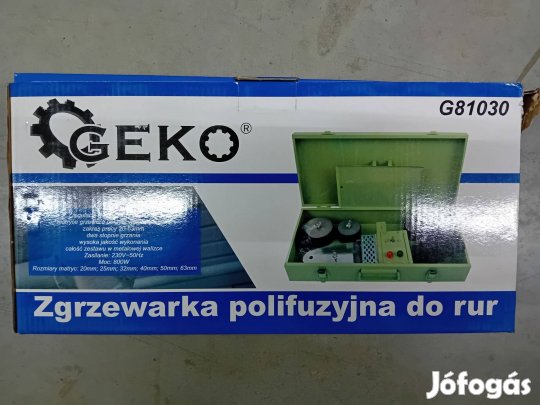 G81030
GEKO®
zakres pracy 20-63mm
dwa stopnie grzania
wysoka jakość wykonania
całość zestawu w metalowej walizce
Zasilanie: 230V~50Hz
Moc: 800W
Rozmiary matryc: 20mm; 25mm; 32mm; 40mm; 50mm; 63mm
Zgrzewarka polifuzyjna do rur
Jófogás